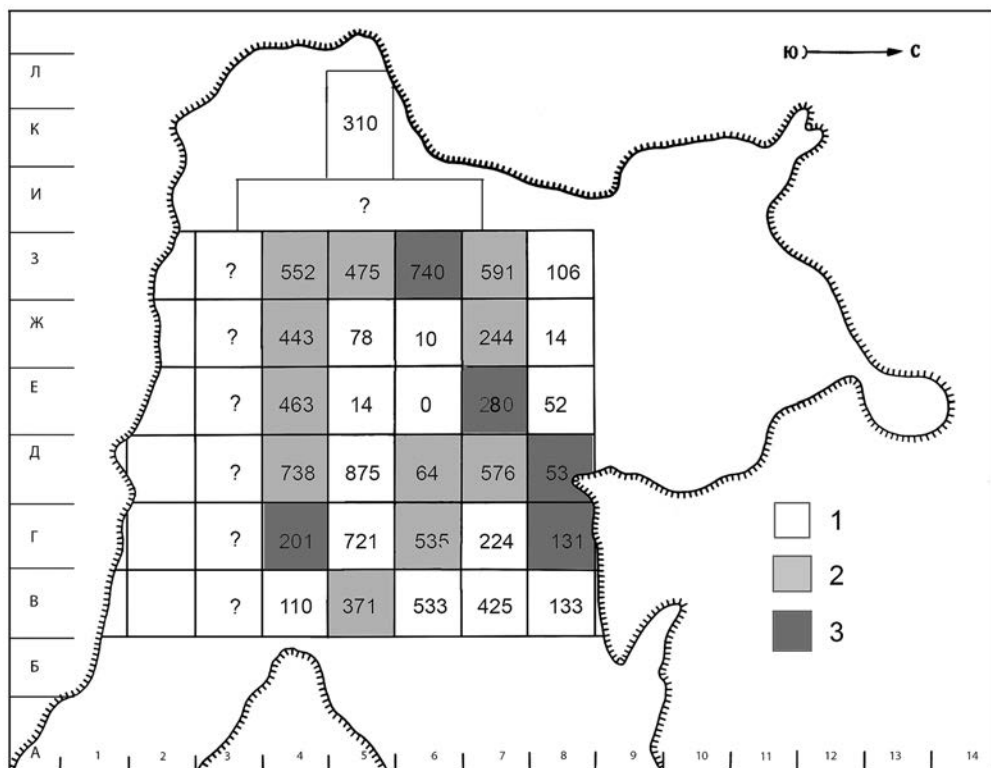 Л
Ю С
К
310
И
?
З ? 552 475 740 591 106
Ж ? 443 78 10 244 14
Е ? 463 14 0 280 52
Д ? 738 875 64 576 53
Г ? 201 721 535 224 131
1
2
В ? 110 371 533 425 133
3
Б
А 1 2 3 4 5 6 7 8 9 10 11 12 13 14